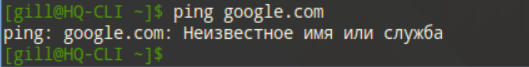 [gill@HQ-CLI ~]$ ping google.com
ping: google.com: Неизвестное имя или служба
[gill@HQ-CLI ~]$